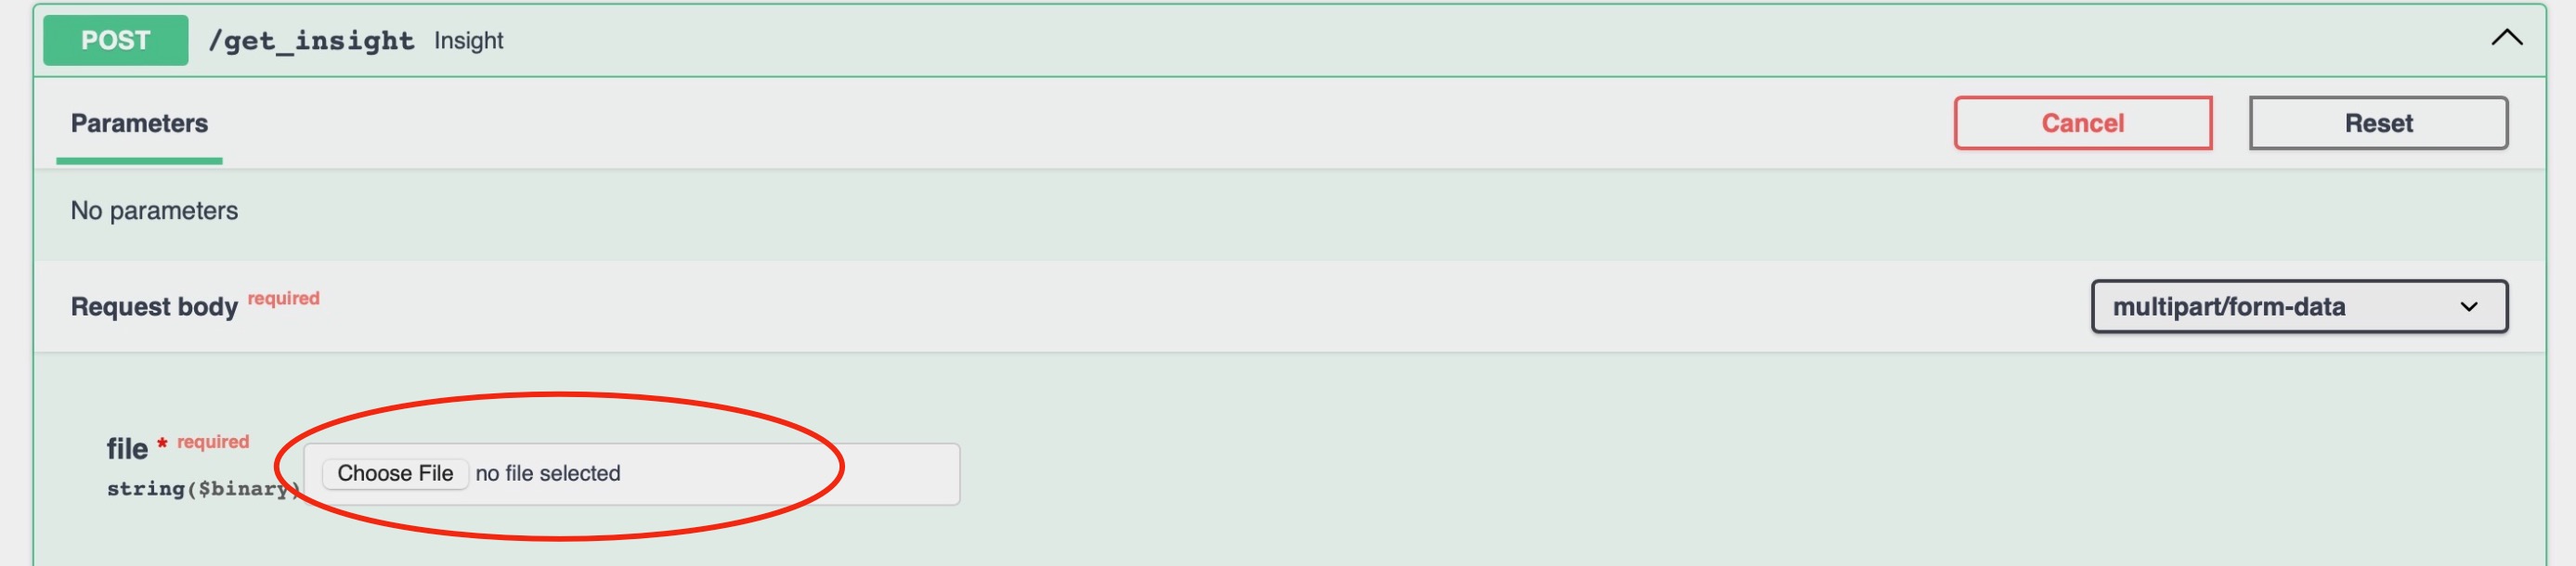 POST /get_insight Insight
Parameters Cancel Reset
No parameters
Request body required multipart/form-data
file * required
Choose File no file selected
string($binary)